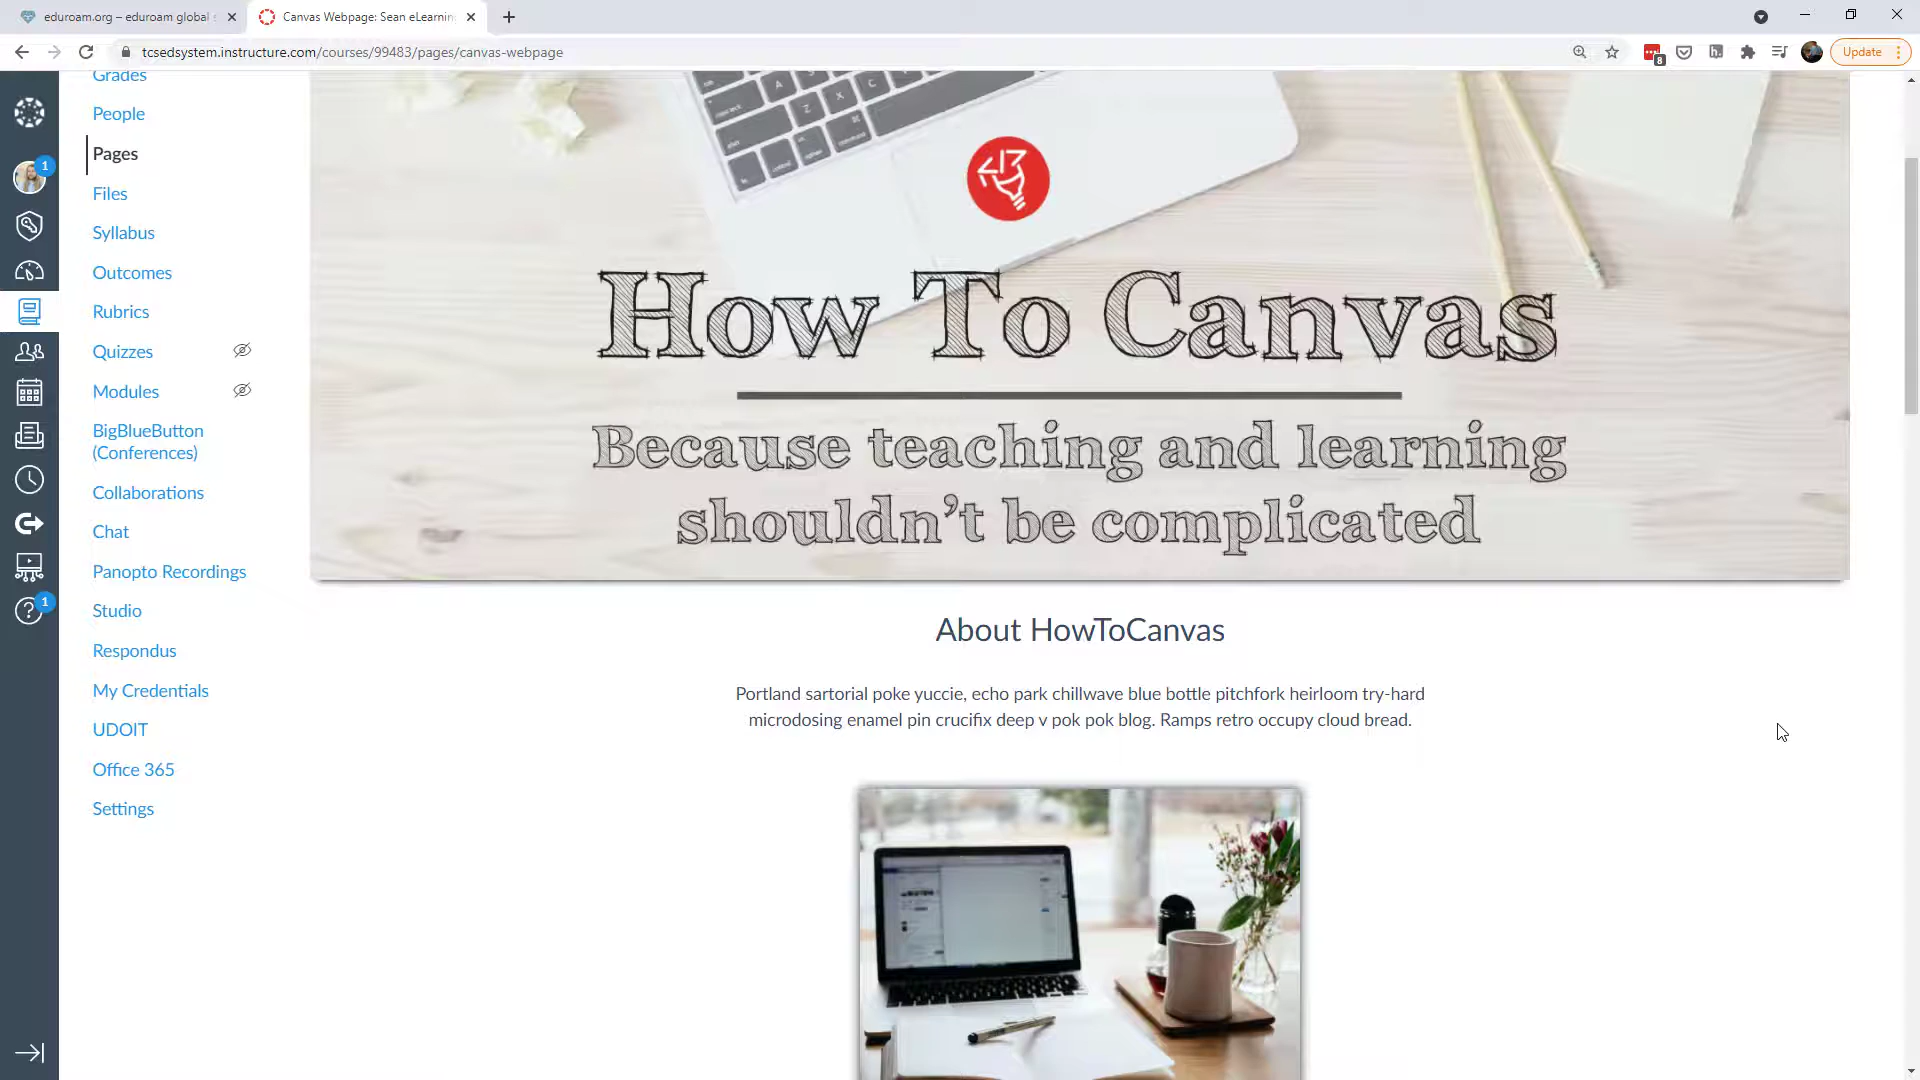 eduroam.org – eduroam global s
Canvas Webpage: Sean eLearnin
tcsedsystem.instructure.com/courses/99483/pages/canvas-webpage
8
Update
Grades
People
Pages
1
Files
Syllabus
Outcomes
Rubrics
Quizzes
Modules
BigBlueButton
(Conferences)
Collaborations
Chat
Panopto Recordings
Studio
1
Respondus
My Credentials
UDOIT
Office 365
Settings
How To Canvas
Because teaching and learning
shouldn’t be complicated
About HowToCanvas
Portland sartorial poke yuccie, echo park chillwave blue bottle pitchfork heirloom try-hard
microdosing enamel pin crucifix deep v pok pok blog. Ramps retro occupy cloud bread.